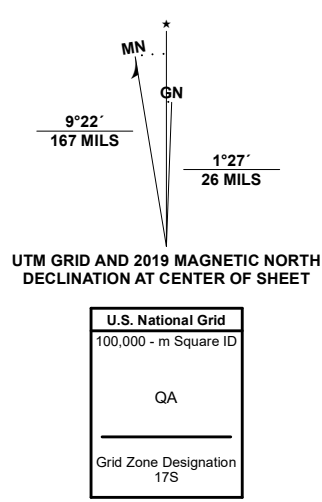 MN
GN
9°22´
167 MILS
1°27´
26 MILS
UTM GRID AND 2019 MAGNETIC NORTH
DECLINATION AT CENTER OF SHEET
U.S. National Grid
100,000 - m Square ID
QA
Grid Zone Designation
17S